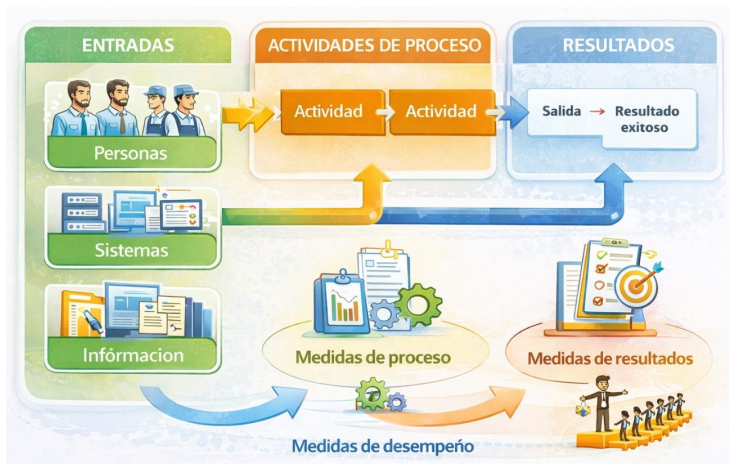 ENTRADAS
Personas
Sistemas
Infórmacion
ACTIVIDADES DE PROCESO
Actividad
Actividad
RESULTADOS
Salida → Resultado
exitoso
Medidas de proceso
Medidas de resultados
Medidas de desempeño